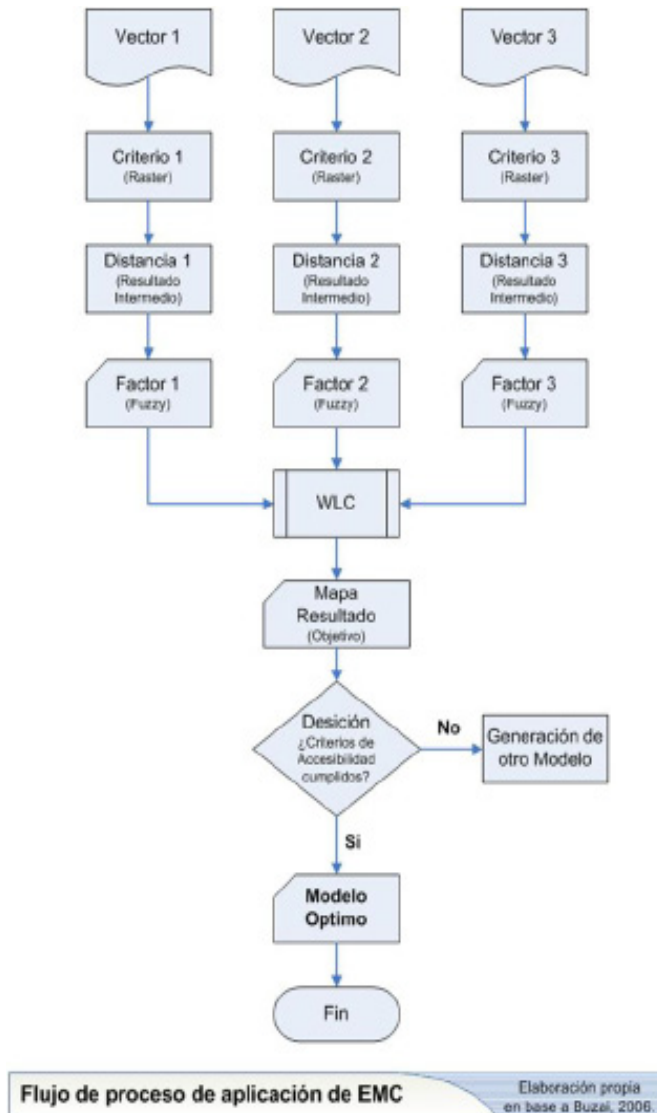 Vector 1
Vector 2
Vector 3
Criterio 1
(Raster)
Criterio 2
(Raster)
Criterio 3
(Raster)
Distancia 1
(Resultado
Intermedio)
Distancia 2
(Resultado
Intermedio)
Distancia 3
(Resultado
Intermedio)
Factor 1
(Fuzzy)
Factor 2
(Fuzzy)
Factor 3
(Fuzzy)
WLC
Mapa
Resultado
(Objetivo)
Desición
¿Criterios de
Accesibilidad
cumplidos?
No
Generación de
otro Modelo
Si
Modelo
Optimo
Fin
Flujo de proceso de aplicación de EMC
Elaboración propia
en base a Buzai, 2006.